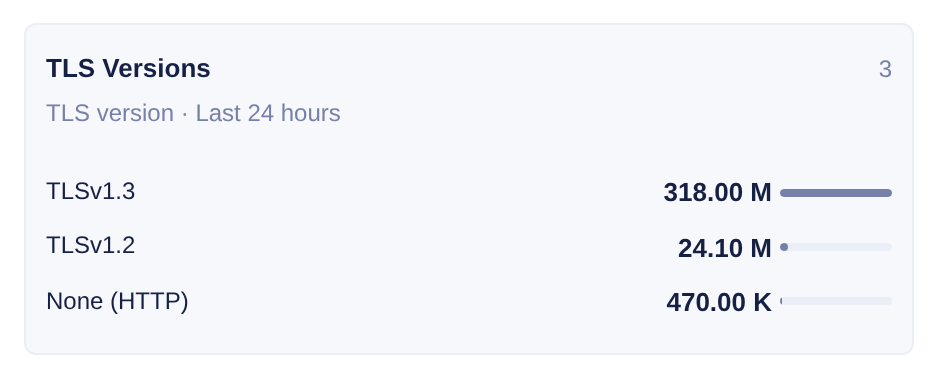 TLS Versions 3
TLS version · Last 24 hours
TLSv1.3 318.00 M
TLSv1.2 24.10 M
None (HTTP) 470.00 K